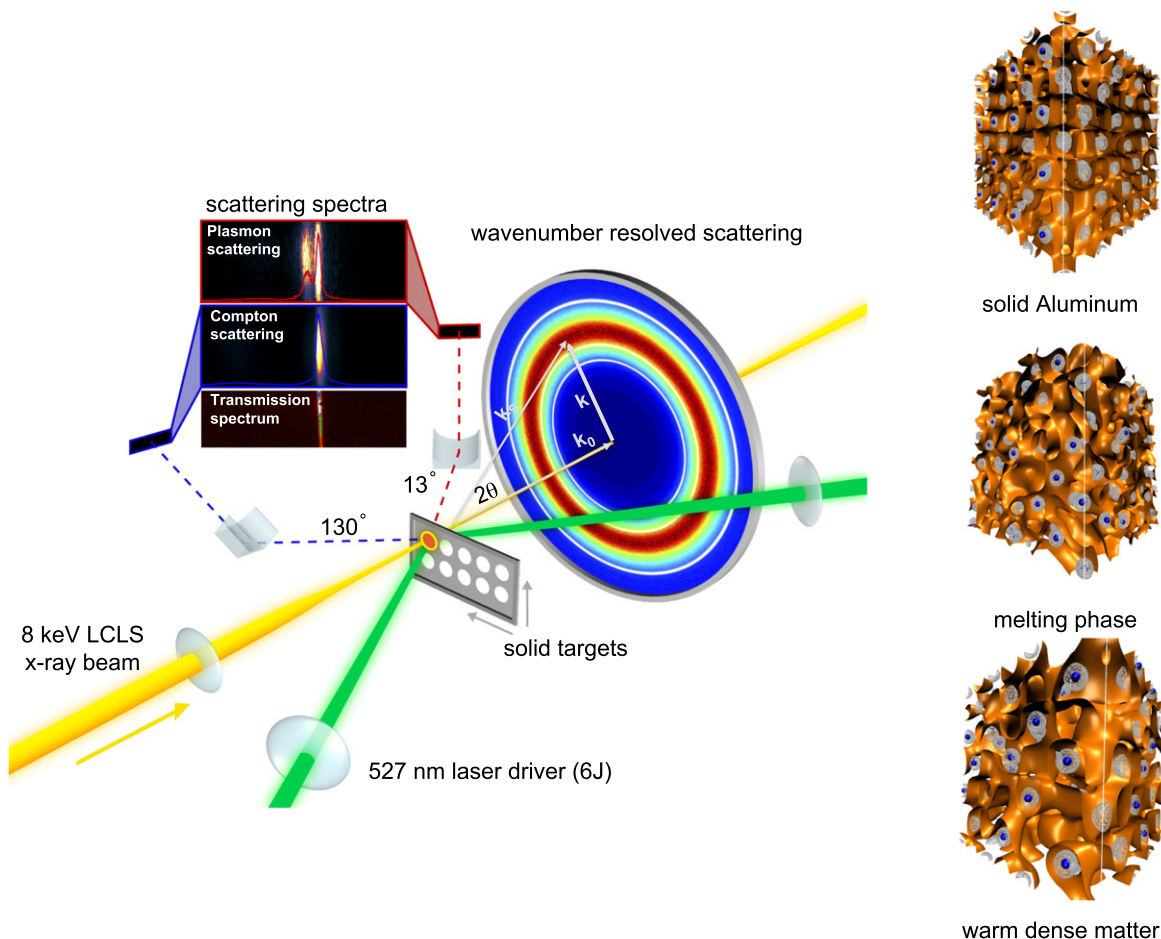 scattering spectra
Plasmon
scattering
Compton
scattering
Transmission
spectrum
wavenumber resolved scattering
kₛ
k
k₀
2θ
13°
130°
8 keV LCLS
x-ray beam
solid targets
527 nm laser driver (6J)
solid Aluminum
melting phase
warm dense matter